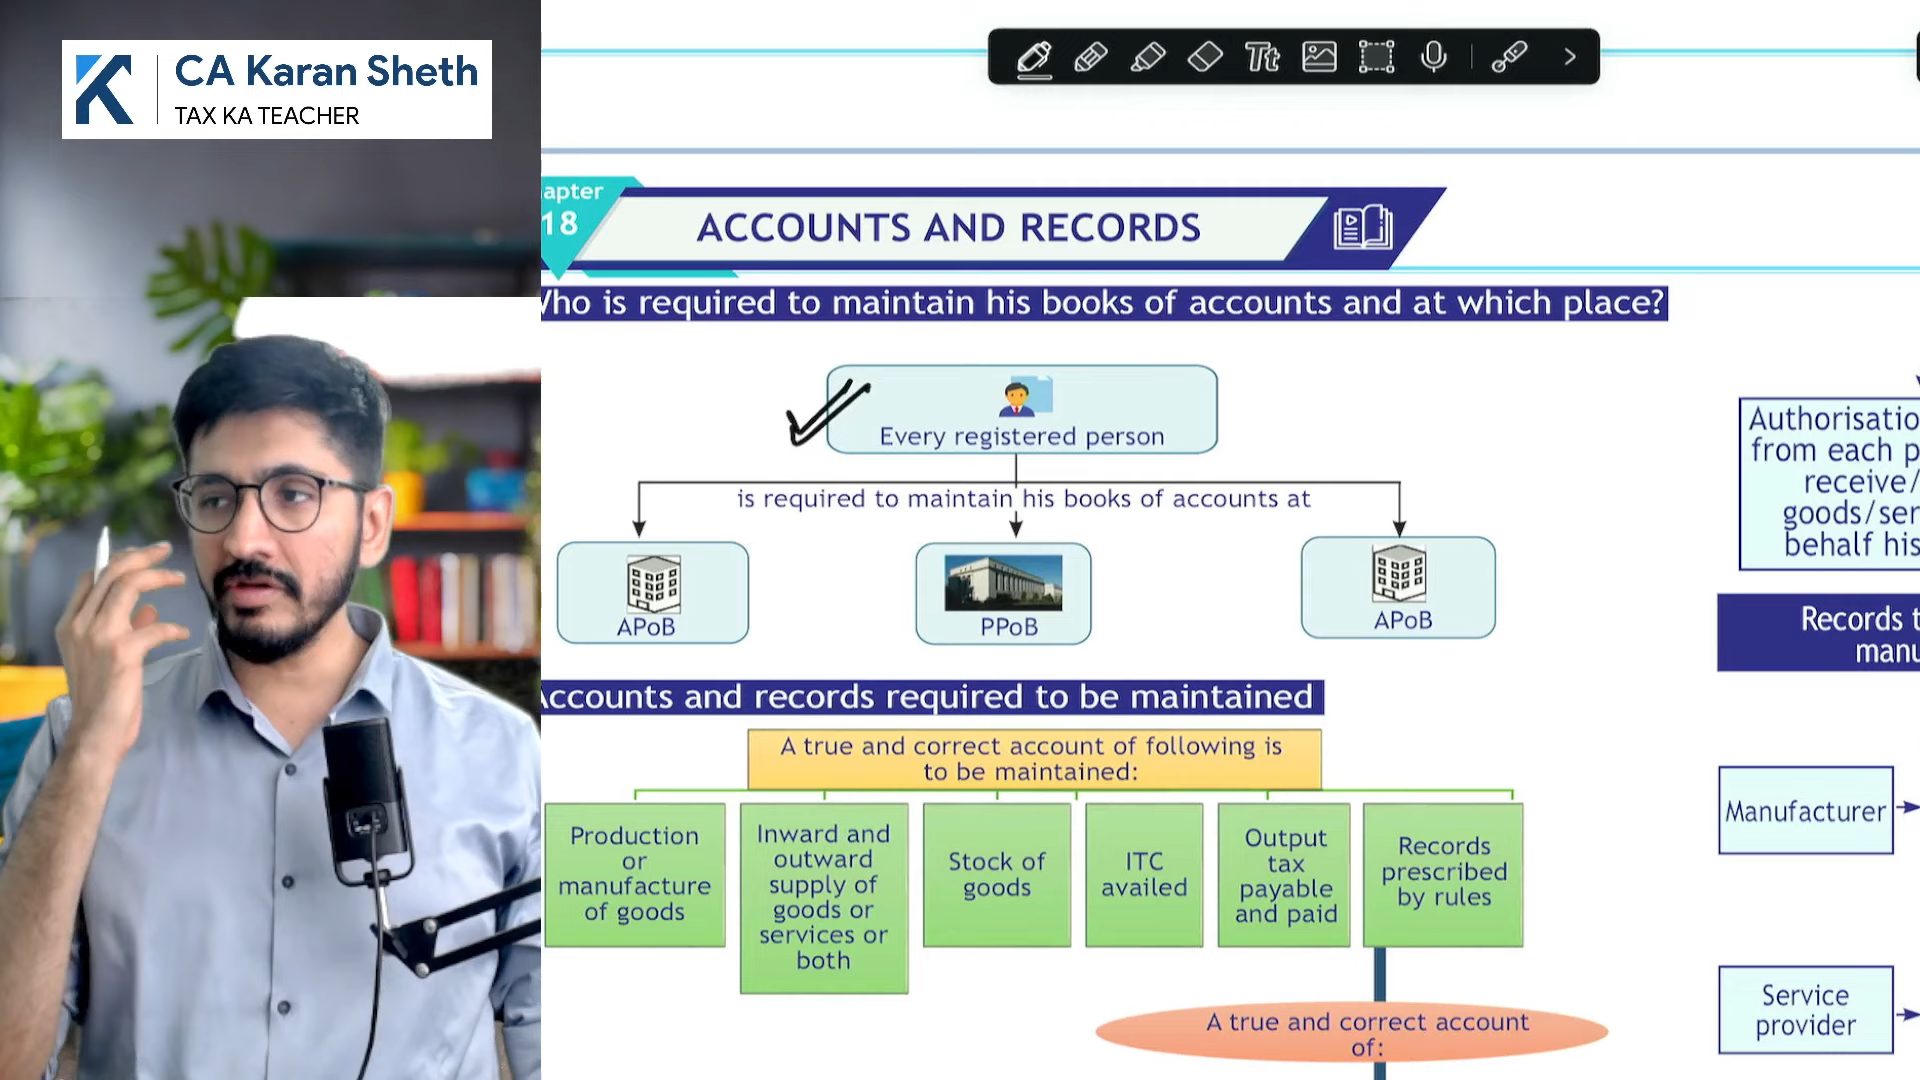 CA Karan Sheth
TAX KA TEACHER
Tt
apter
18
ACCOUNTS AND RECORDS
Who is required to maintain his books of accounts and at which place?
Every registered person
is required to maintain his books of accounts at
APoB
PPoB
APoB
Accounts and records required to be maintained
A true and correct account of following is
to be maintained:
Production
or
manufacture
of goods
Inward and
outward
supply of
goods or
services or
both
Stock of
goods
ITC
availed
Output
tax
payable
and paid
Records
prescribed
by rules
A true and correct account
of:
Authorisatio
from each p
receive/
goods/ser
behalf his
Records t
manu
Manufacturer
Service
provider